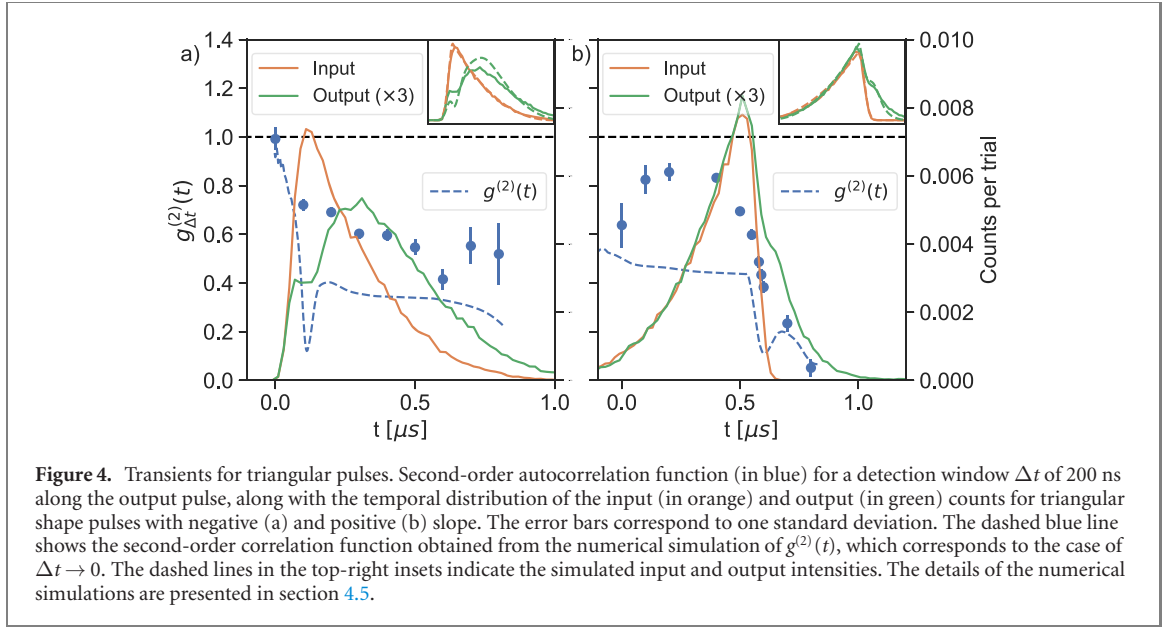 a)
1.4
1.2
1.0
0.8
0.6
0.4
0.2
0.0
g^{(2)}_{Δt}(t)
Input
Output (×3)
g^{(2)}(t)
0.0
0.5
1.0
t [μs]
b)
Input
Output (×3)
g^{(2)}(t)
0.0
0.5
1.0
t [μs]
0.010
0.008
0.006
0.004
0.002
0.000
Counts per trial
Figure 4. Transients for triangular pulses. Second-order autocorrelation function (in blue) for a detection window Δt of 200 ns
along the output pulse, along with the temporal distribution of the input (in orange) and output (in green) counts for triangular
shape pulses with negative (a) and positive (b) slope. The error bars correspond to one standard deviation. The dashed blue line
shows the second-order correlation function obtained from the numerical simulation of g^{(2)}(t), which corresponds to the case of
Δt → 0. The dashed lines in the top-right insets indicate the simulated input and output intensities. The details of the numerical
simulations are presented in section 4.5.